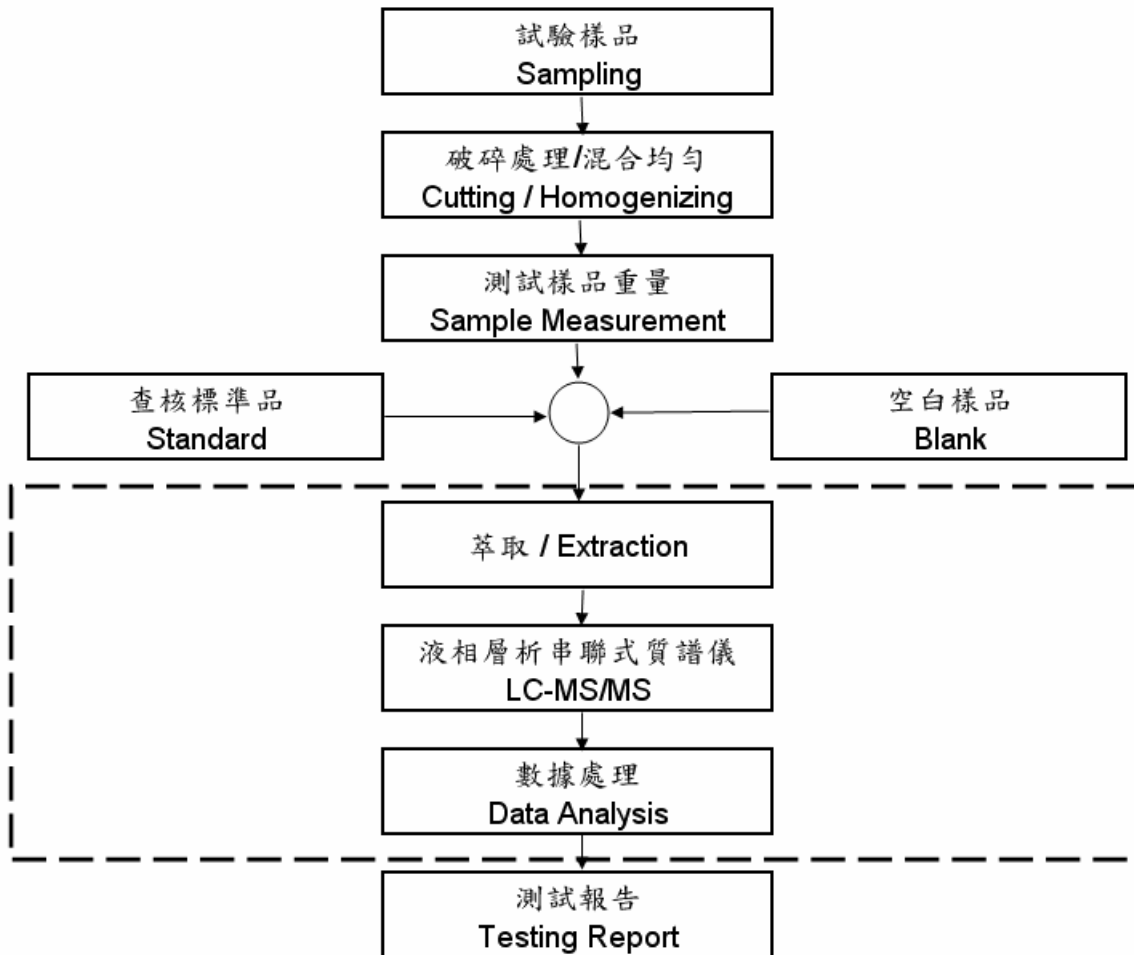 試驗樣品
Sampling
破碎處理/混合均勻
Cutting / Homogenizing
測試樣品重量
Sample Measurement
查核標準品
Standard
空白樣品
Blank
萃取 / Extraction
液相層析串聯式質譜儀
LC-MS/MS
數據處理
Data Analysis
測試報告
Testing Report